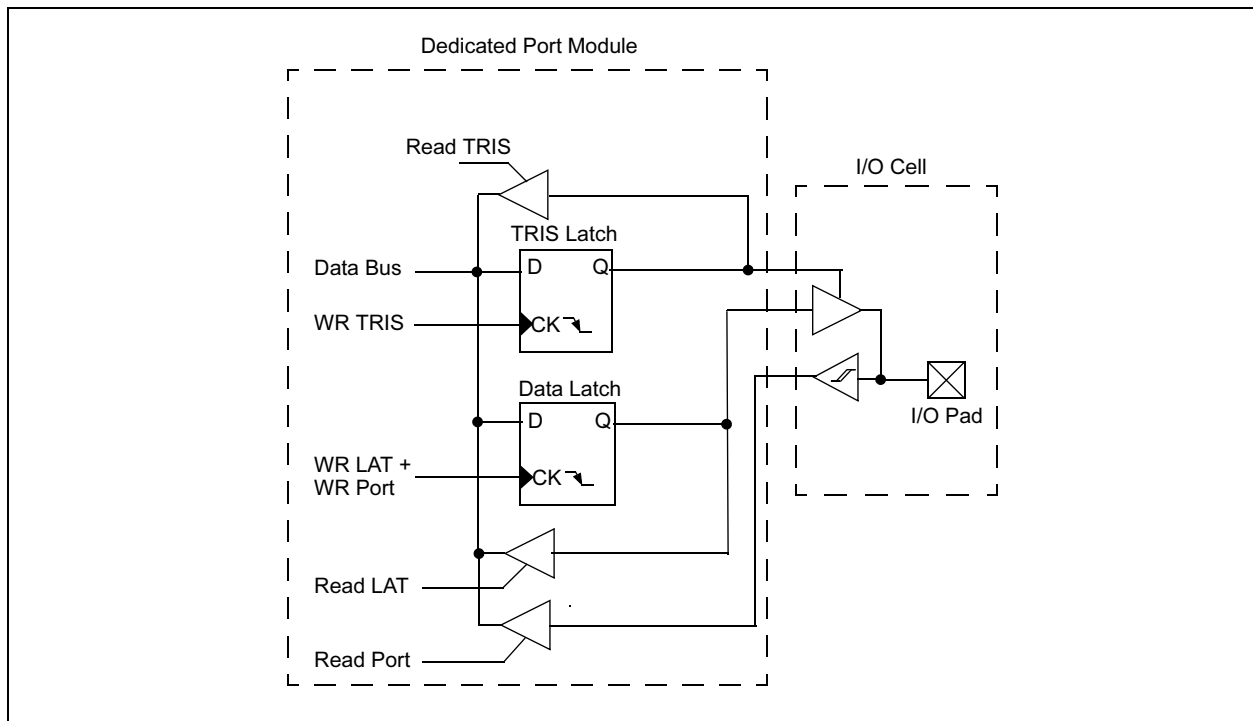 Dedicated Port Module
Read TRIS
I/O Cell
TRIS Latch
Data Bus
D
Q
WR TRIS
CK
Data Latch
D
Q
I/O Pad
WR LAT +
WR Port
CK
Read LAT
Read Port